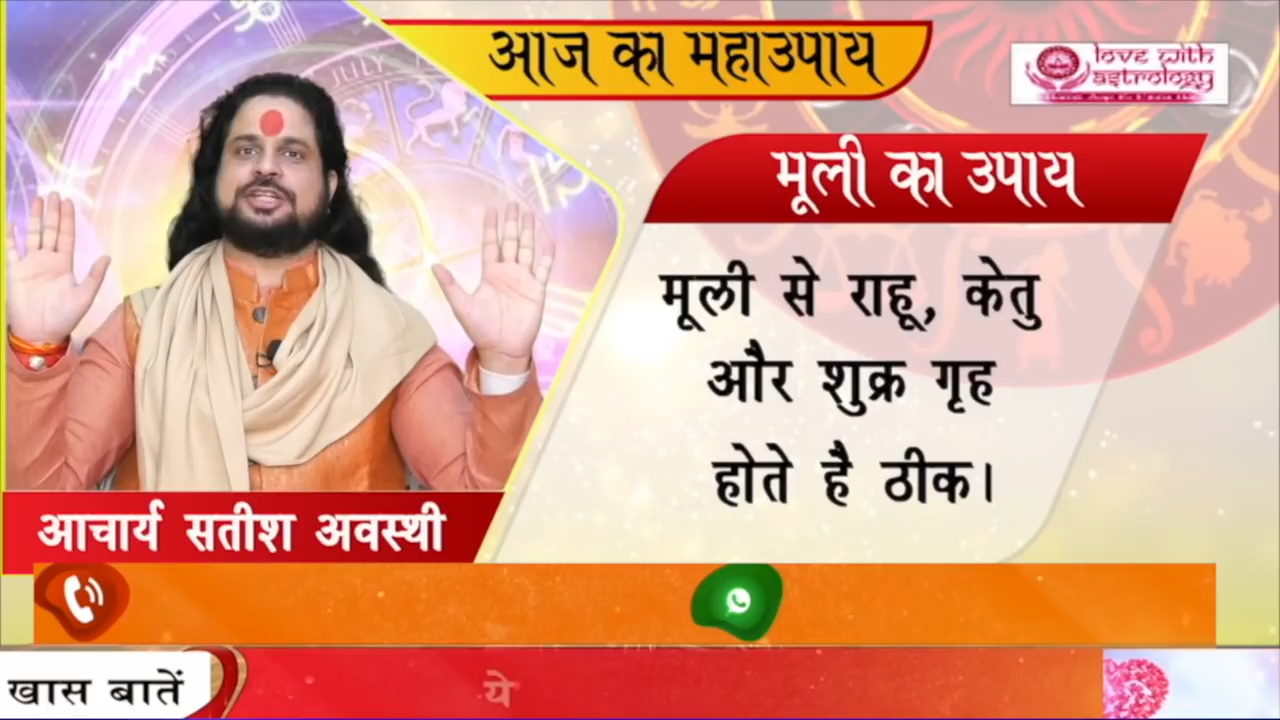 आज का महाउपाय
love with
astrology
मूली का उपाय
मूली से राहू, केतु
और शुक्र गृह
होते है ठीक।
आचार्य सतीश अवस्थी
खास बातें
ये